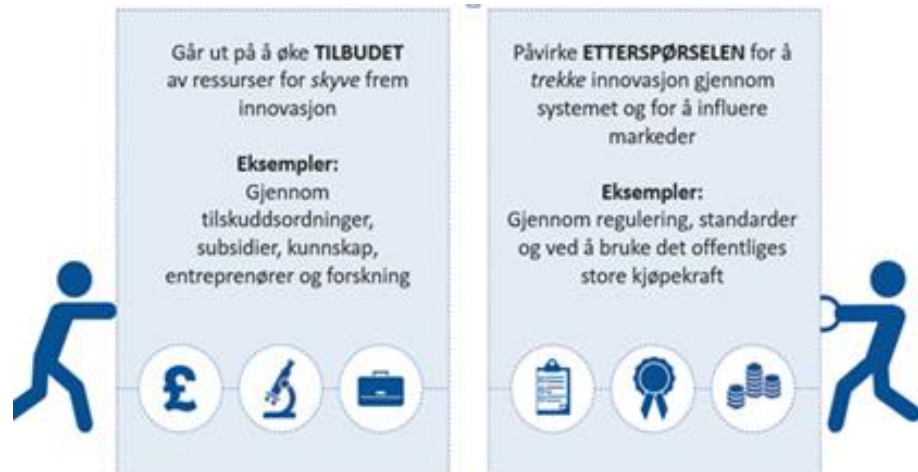 Går ut på å øke TILBUDET
av ressurser for skyve frem
innovasjon
Eksempler:
Gjennom
tilskuddsordninger,
subsidier, kunnskap,
entreprenører og forskning
£
Påvirke ETTERSPØRSELEN for å
trekke innovasjon gjennom
systemet og for å influere
markeder
Eksempler:
Gjennom regulering, standarder
og ved å bruke det offentliges
store kjøpekraft